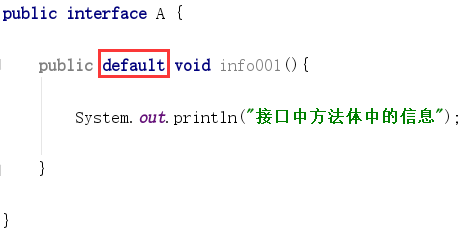 public interface A {
public default void info001(){
System.out.println("接口中方法体中的信息");
}
}